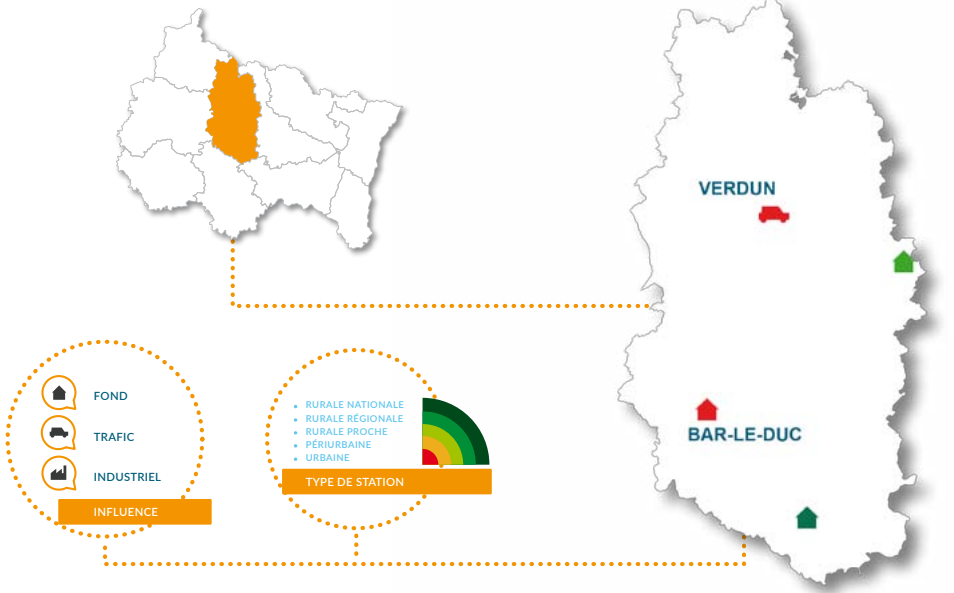 VERDUN
BAR-LE-DUC
FOND
TRAFIC
INDUSTRIEL
INFLUENCE
• RURALE NATIONALE
• RURALE RÉGIONALE
• RURALE PROCHE
• PÉRIURBAINE
• URBAINE
TYPE DE STATION